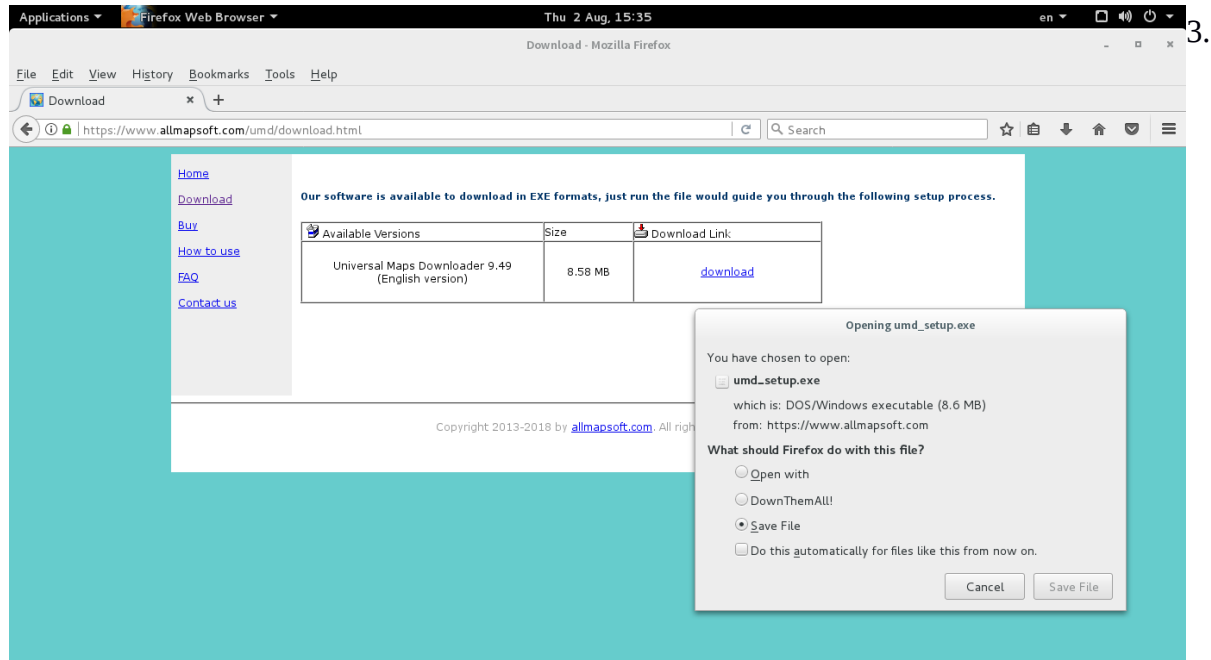 Applications Firefox Web Browser Thu 2 Aug, 15:35 en
3.
Download - Mozilla Firefox
File Edit View History Bookmarks Tools Help
Download
https://www.allmapsoft.com/umd/download.html Search
Home
Download
Buy
How to use
FAQ
Contact us
Our software is available to download in EXE formats, just run the file would guide you through the following setup process.
Available Versions Size Download Link
Universal Maps Downloader 9.49
(English version)
8.58 MB
download
Copyright 2013-2018 by allmapsoft.com. All righ
Opening umd_setup.exe
You have chosen to open:
umd_setup.exe
which is: DOS/Windows executable (8.6 MB)
from: https://www.allmapsoft.com
What should Firefox do with this file?
Open with
DownThemAll!
Save File
Do this automatically for files like this from now on.
Cancel Save File